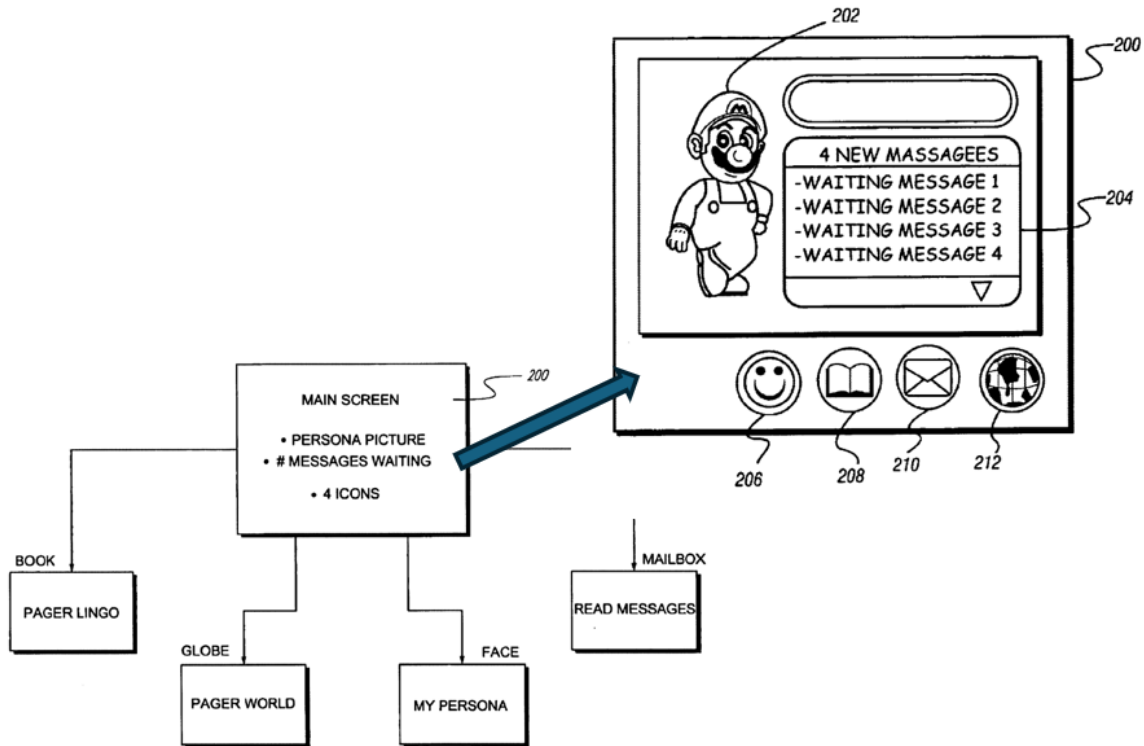 202
200
4 NEW MASSAGEES
-WAITING MESSAGE 1
-WAITING MESSAGE 2
-WAITING MESSAGE 3
-WAITING MESSAGE 4
204
M
206
208
210
212
MAIN SCREEN
200
• PERSONA PICTURE
• # MESSAGES WAITING
• 4 ICONS
BOOK
PAGER LINGO
GLOBE
PAGER WORLD
FACE
MY PERSONA
MAILBOX
READ MESSAGES